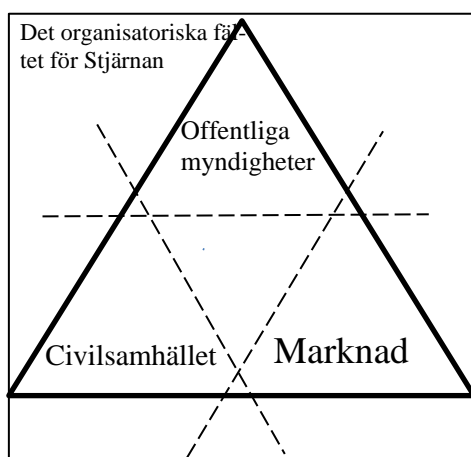 Det organisatoriska fäl-
tet för Stjärnan
Offentliga
myndigheter
Civilsamhället
Marknad